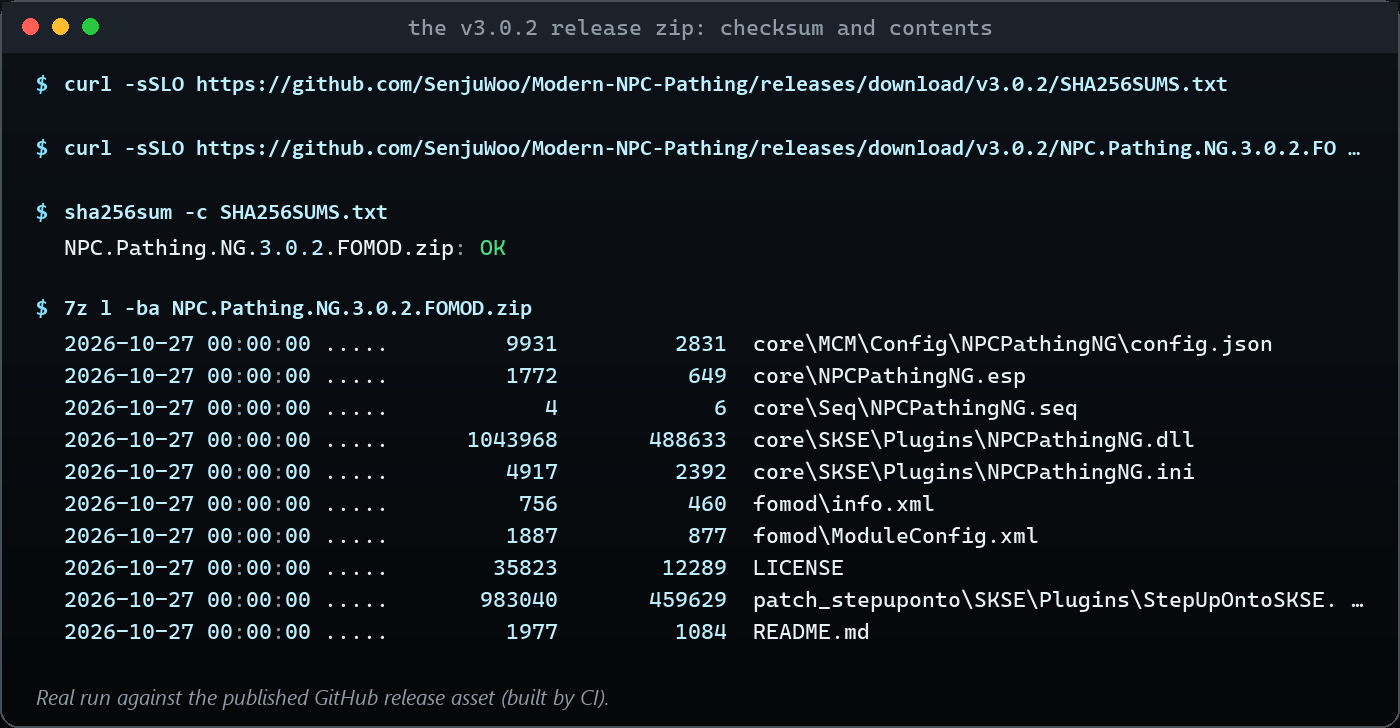 the v3.0.2 release zip: checksum and contents
$ curl -sSLO https://github.com/SenjuWoo/Modern-NPC-Pathing/releases/download/v3.0.2/SHA256SUMS.txt
$ curl -sSLO https://github.com/SenjuWoo/Modern-NPC-Pathing/releases/download/v3.0.2/NPC.Pathing.NG.3.0.2.FO …
$ sha256sum -c SHA256SUMS.txt
NPC.Pathing.NG.3.0.2.FOMOD.zip: OK
$ 7z l -ba NPC.Pathing.NG.3.0.2.FOMOD.zip
2026-10-27 00:00:00 ..... 9931 2831 core\MCM\Config\NPCPathingNG\config.json
2026-10-27 00:00:00 ..... 1772 649 core\NPCPathingNG.esp
2026-10-27 00:00:00 ..... 4 6 core\Seq\NPCPathingNG.seq
2026-10-27 00:00:00 ..... 1043968 488633 core\SKSE\Plugins\NPCPathingNG.dll
2026-10-27 00:00:00 ..... 4917 2392 core\SKSE\Plugins\NPCPathingNG.ini
2026-10-27 00:00:00 ..... 756 460 fomod\info.xml
2026-10-27 00:00:00 ..... 1887 877 fomod\ModuleConfig.xml
2026-10-27 00:00:00 ..... 35823 12289 LICENSE
2026-10-27 00:00:00 ..... 983040 459629 patch_stepuponto\SKSE\Plugins\StepUpOntoSKSE. …
2026-10-27 00:00:00 ..... 1977 1084 README.md
Real run against the published GitHub release asset (built by CI).